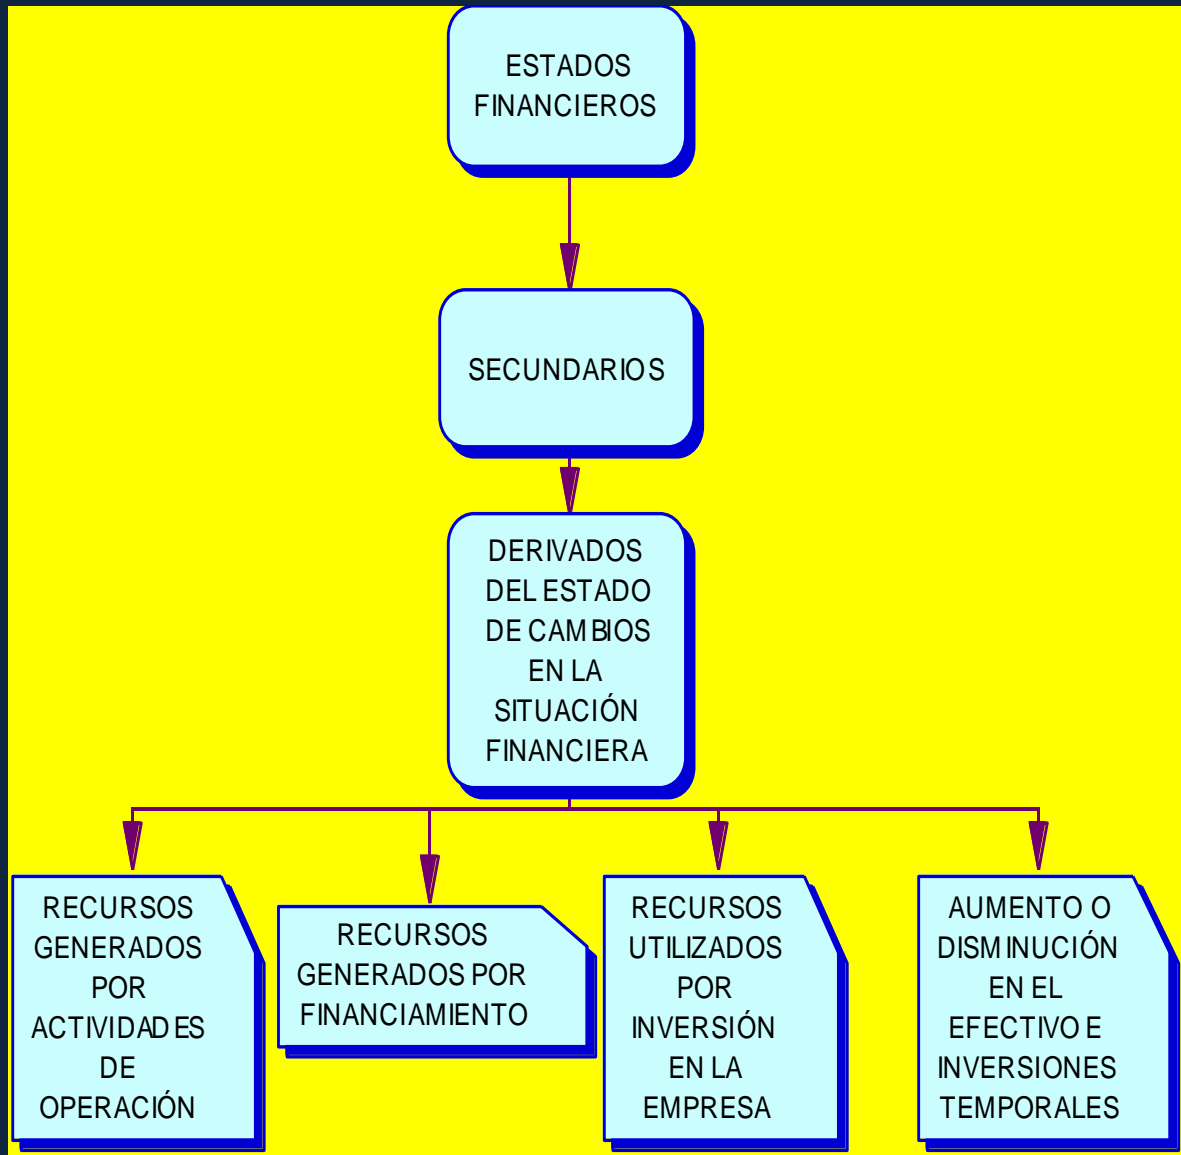 ESTADOS
FINANCIEROS
SECUNDARIOS
DERIVADOS
DEL ESTADO
DE CAMBIOS
EN LA
SITUACIÓN
FINANCIERA
RECURSOS
GENERADOS
POR
ACTIVIDADES
DE
OPERACIÓN
RECURSOS
GENERADOS POR
FINANCIAMIENTO
RECURSOS
UTILIZADOS
POR
INVERSIÓN
EN LA
EMPRESA
AUMENTO O
DISMINUCIÓN
EN EL
EFECTIVO E
INVERSIONES
TEMPORALES